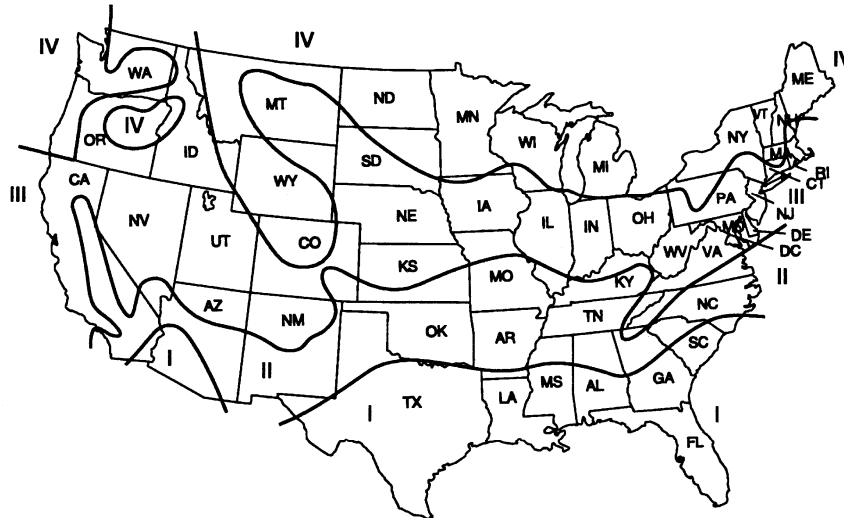 IV
IV
IV
WA
MT
ND
MN
ME
VT
NH
OR
IV
ID
WI
MI
NY
MA
SD
WY
RI
CT
III
CA
NV
UT
CO
NE
IA
IL
IN
OH
PA
III
NJ
DE
DC
MD
WV
VA
KS
MO
KY
II
AZ
NM
OK
AR
TN
NC
SC
I
II
I
TX
LA
MS
AL
GA
I
FL